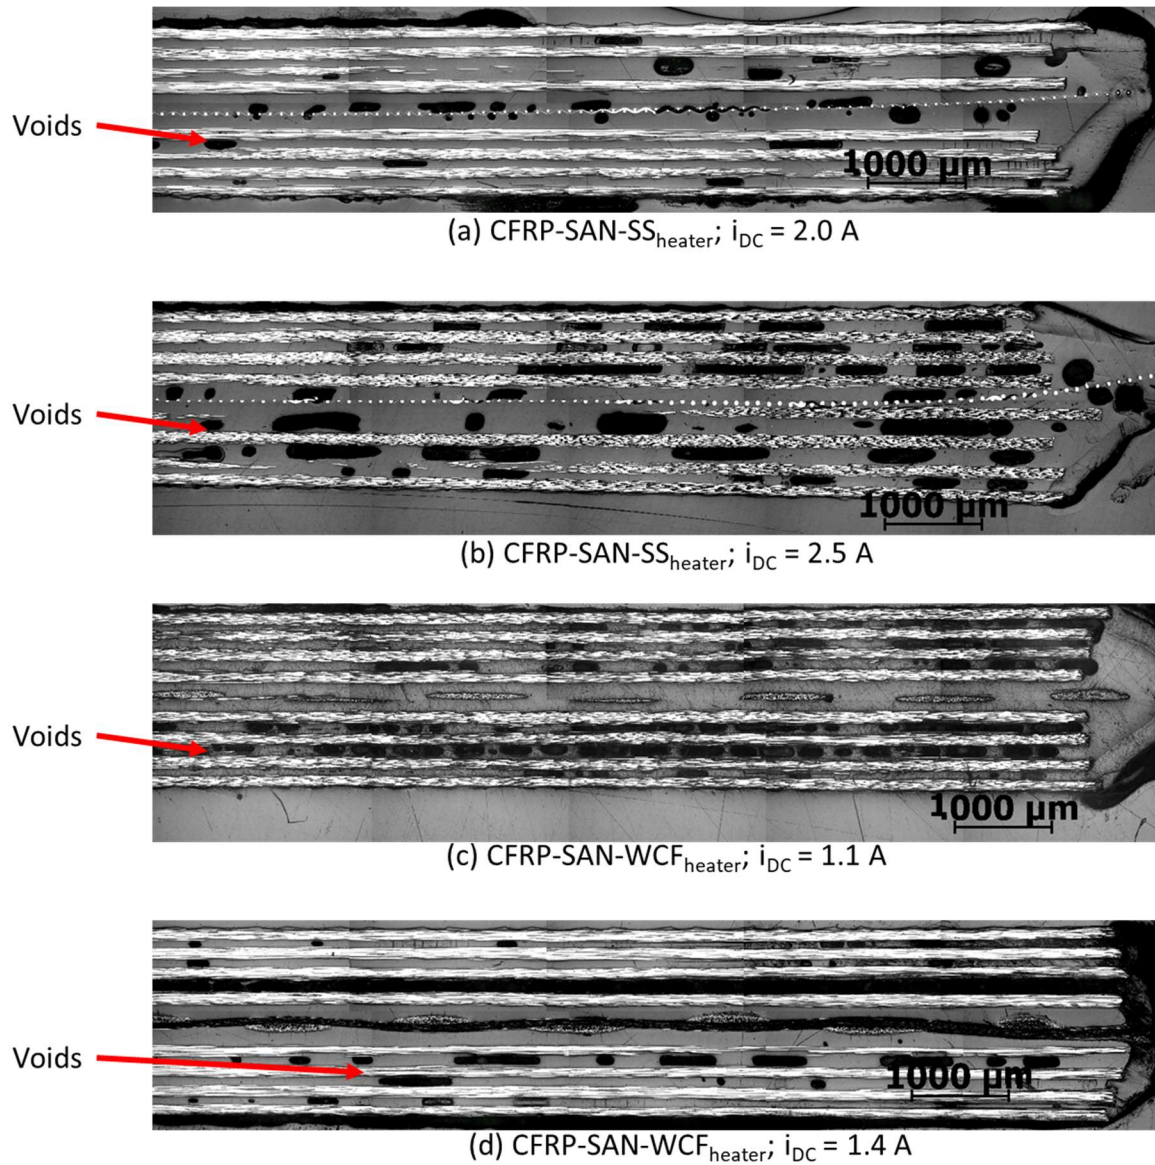 Voids
1000 µm
(a) CFRP-SAN-SSheater; iDC = 2.0 A
Voids
1000 µm
(b) CFRP-SAN-SSheater; iDC = 2.5 A
Voids
1000 µm
(c) CFRP-SAN-WCFheater; iDC = 1.1 A
Voids
1000 µm
(d) CFRP-SAN-WCFheater; iDC = 1.4 A